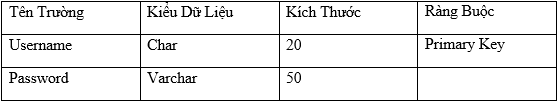 Tên Trường Kiểu Dữ Liệu Kích Thước Ràng Buộc
Username Char 20 Primary Key
Password Varchar 50